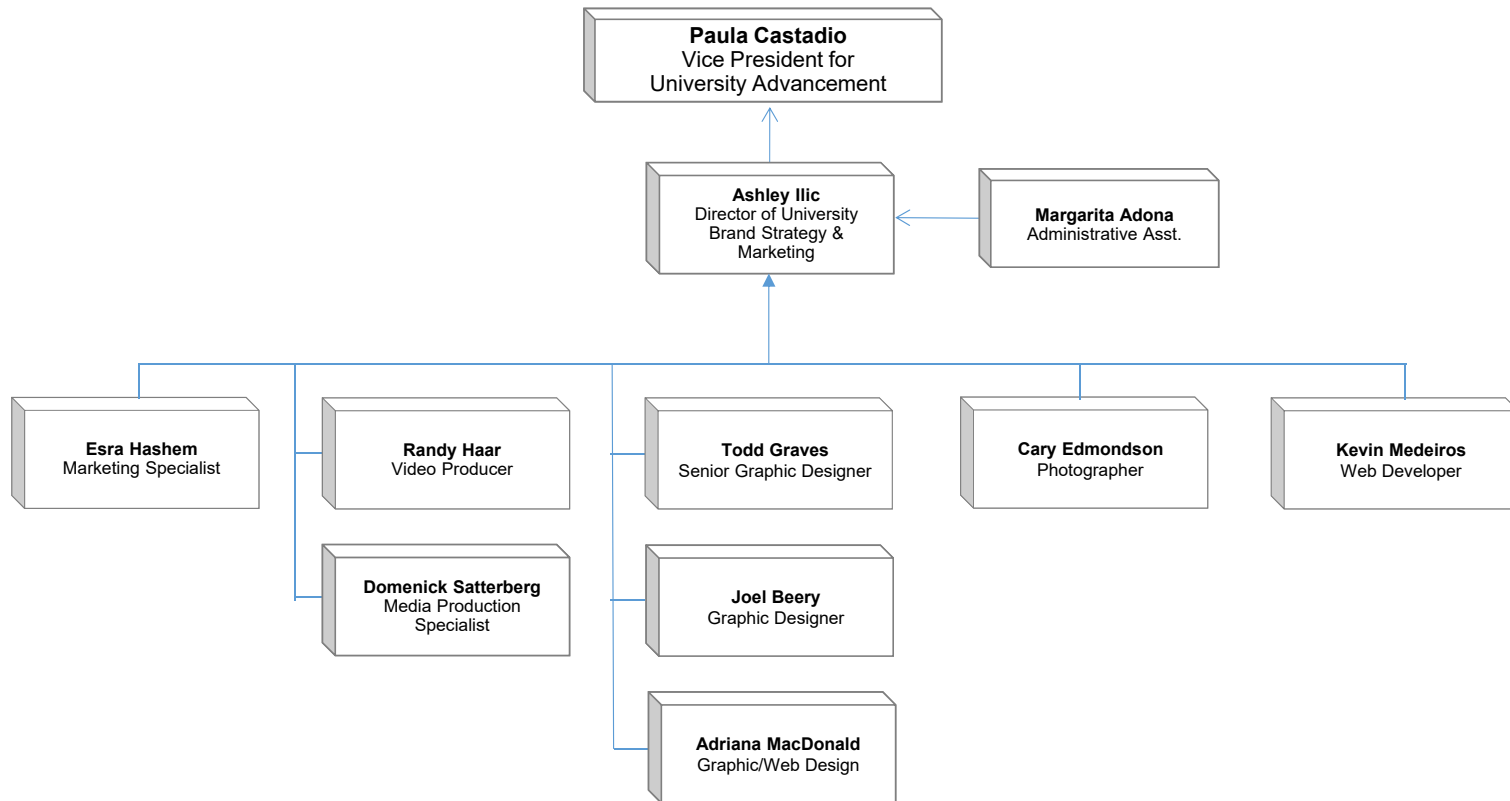 Paula Castadio
Vice President for
University Advancement
Ashley Ilic
Director of University
Brand Strategy &
Marketing
Margarita Adona
Administrative Asst.
Esra Hashem
Marketing Specialist
Randy Haar
Video Producer
Todd Graves
Senior Graphic Designer
Cary Edmondson
Photographer
Kevin Medeiros
Web Developer
Domenick Satterberg
Media Production
Specialist
Joel Beery
Graphic Designer
Adriana MacDonald
Graphic/Web Design